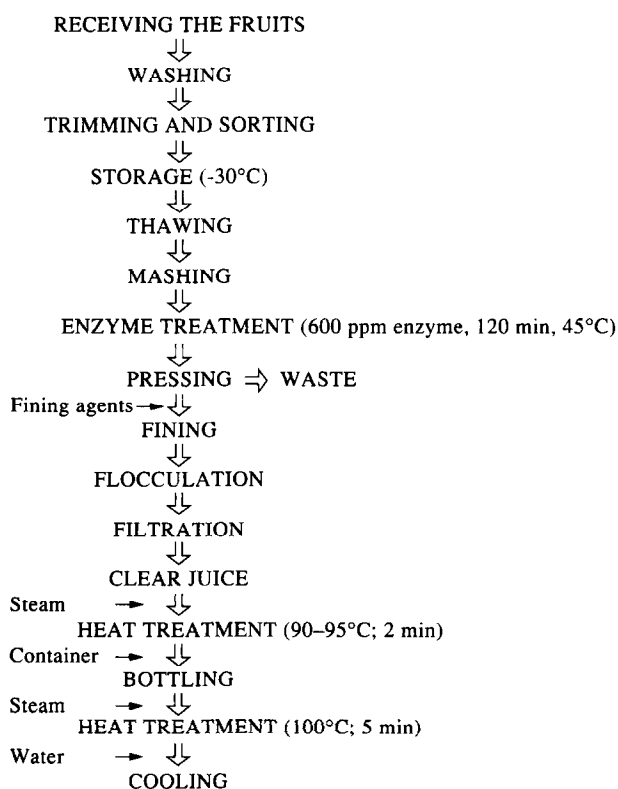 RECEIVING THE FRUITS
WASHING
TRIMMING AND SORTING
STORAGE (-30°C)
THAWING
MASHING
ENZYME TREATMENT (600 ppm enzyme, 120 min, 45°C)
PRESSING ⇨ WASTE
Fining agents →
FINING
FLOCCULATION
FILTRATION
CLEAR JUICE
Steam →
HEAT TREATMENT (90–95°C; 2 min)
Container →
BOTTLING
Steam →
HEAT TREATMENT (100°C; 5 min)
Water →
COOLING